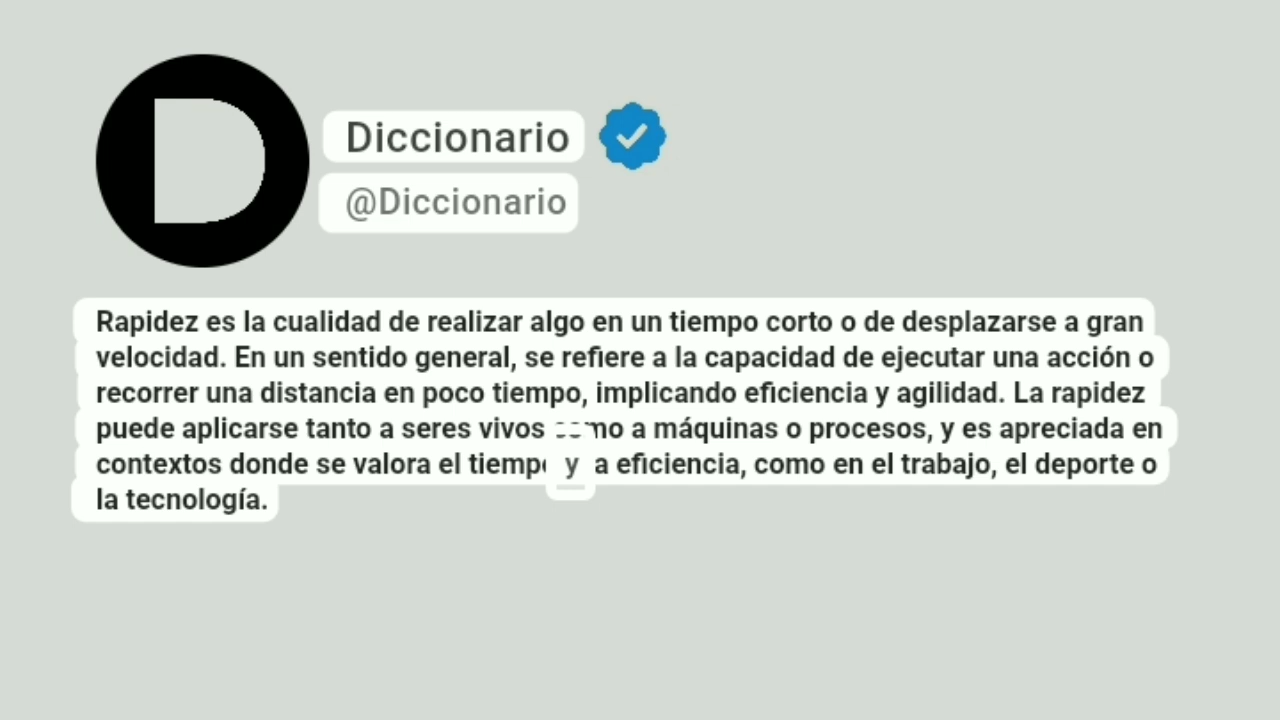 D
Diccionario
@Diccionario
Rapidez es la cualidad de realizar algo en un tiempo corto o de desplazarse a gran
velocidad. En un sentido general, se refiere a la capacidad de ejecutar una acción o
recorrer una distancia en poco tiempo, implicando eficiencia y agilidad. La rapidez
puede aplicarse tanto a seres vivos como a máquinas o procesos, y es apreciada en
contextos donde se valora el tiempo y la eficiencia, como en el trabajo, el deporte o
la tecnología.